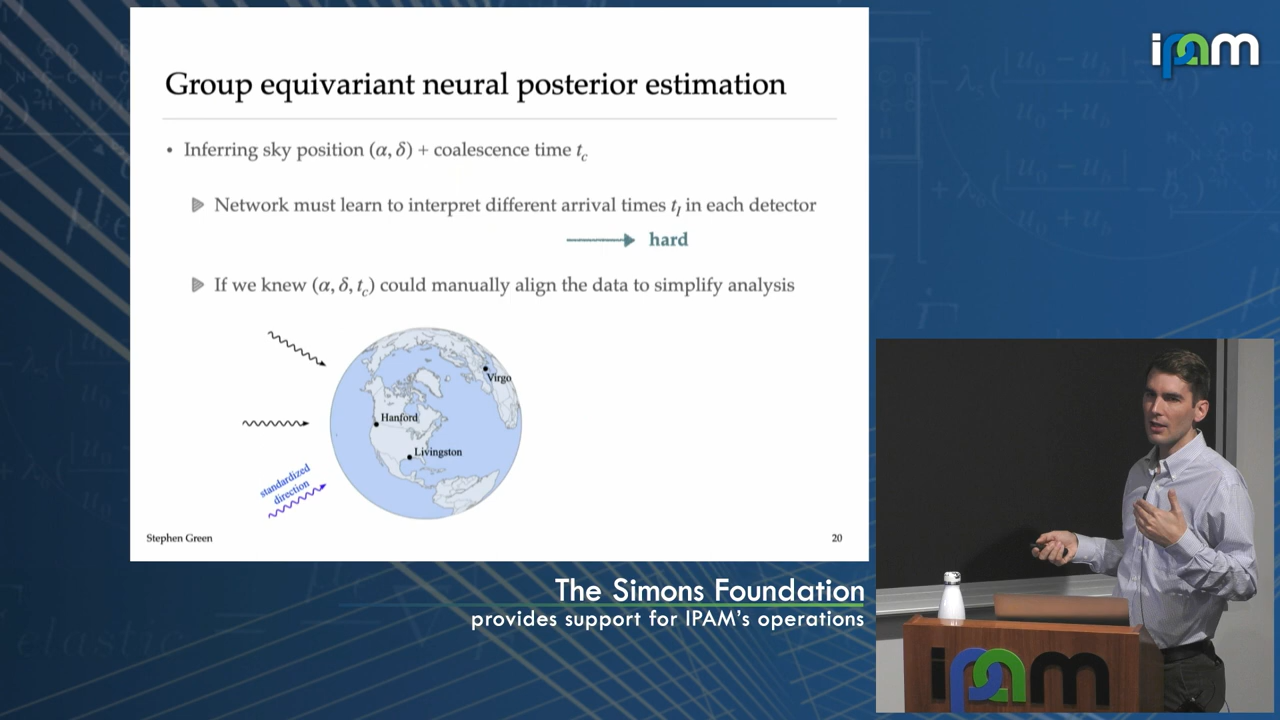 ipam
Group equivariant neural posterior estimation
• Inferring sky position (α, δ) + coalescence time t_c
Network must learn to interpret different arrival times t_I in each detector
hard
If we knew (α, δ, t_c) could manually align the data to simplify analysis
Virgo
Hanford
Livingston
standardized
direction
Stephen Green
20
The Simons Foundation
provides support for IPAM's operations
ipam
elastic